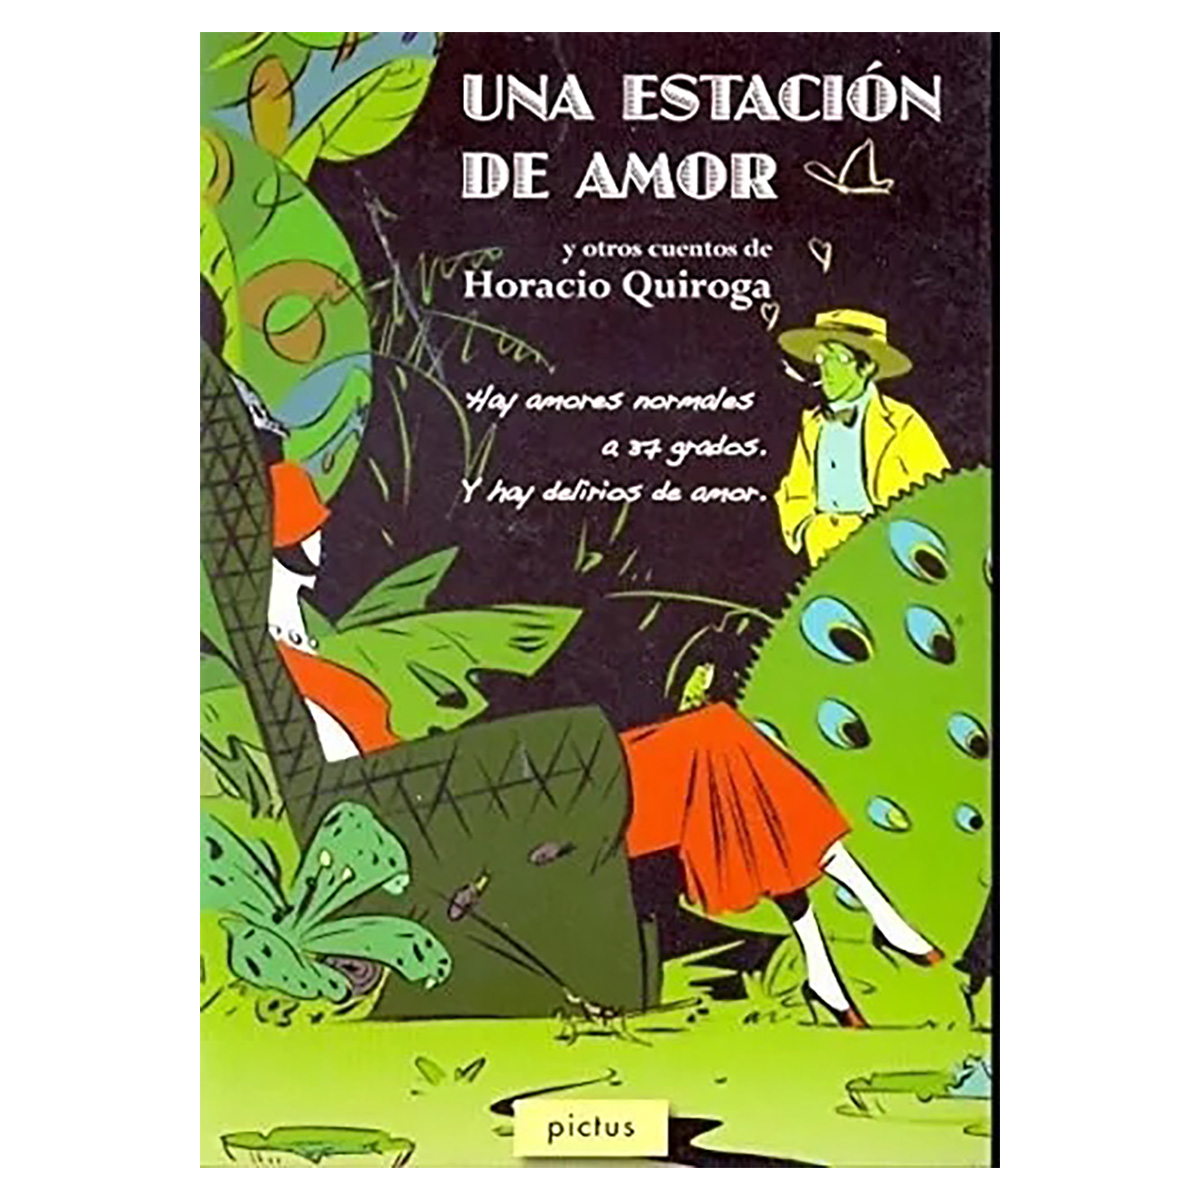 UNA ESTACIÓN
DE AMOR
y otros cuentos de
Horacio Quiroga
Hay amores normales
a 37 grados.
Y hay delirios de amor.
pictus